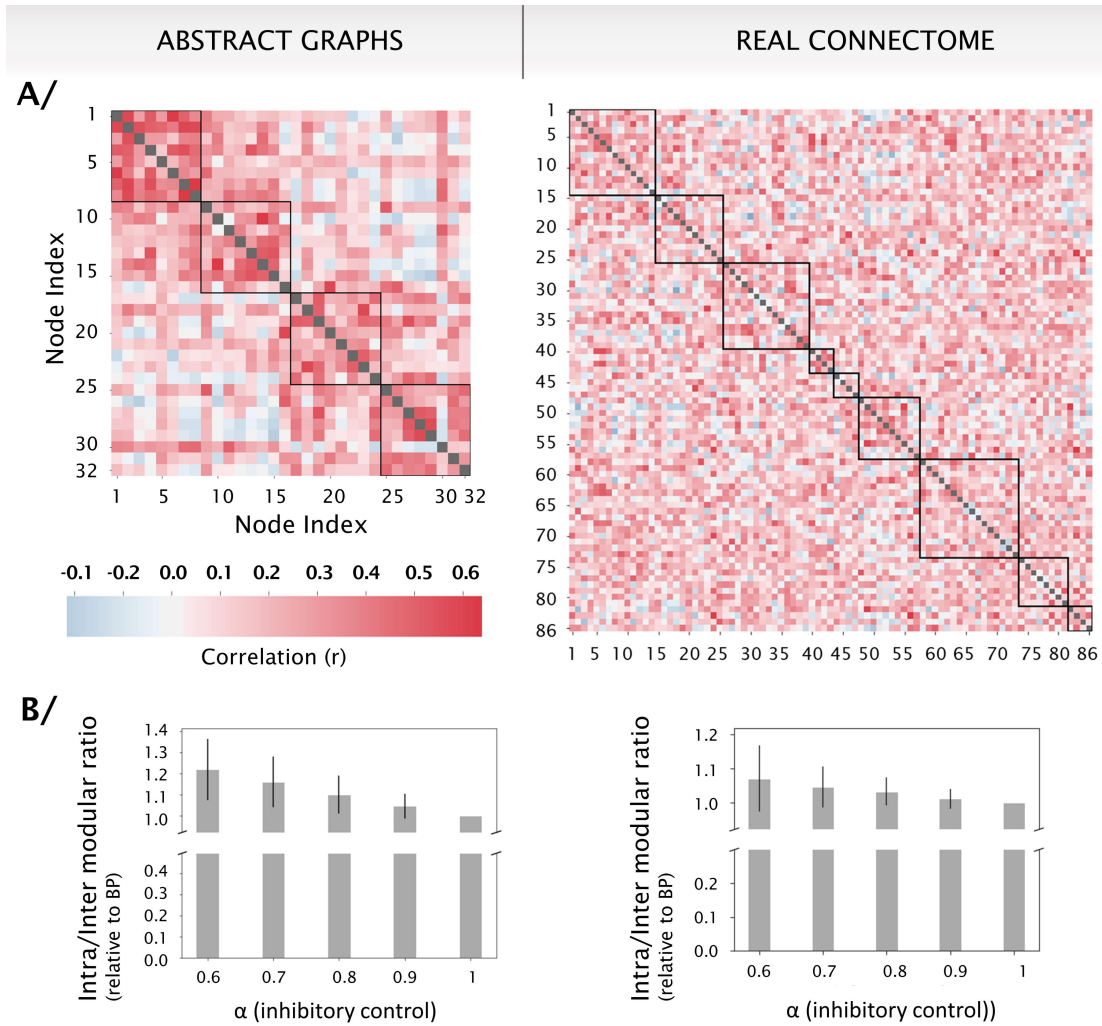 ABSTRACT GRAPHS
REAL CONNECTOME
A/
Node Index
1
5
10
15
20
25
30
32
1 5 10 15 20 25 30 32
Node Index
-0.1 -0.2 0.0 0.1 0.2 0.3 0.4 0.5 0.6
Correlation (r)
1
5
10
15
20
25
30
35
40
45
50
55
60
65
70
75
80
86
1 5 10 15 20 25 30 35 40 45 50 55 60 65 70 75 80 86
B/
Intra/Inter modular ratio
(relative to BP)
1.4
1.3
1.2
1.1
1.0
0.4
0.3
0.2
0.1
0.0
0.6 0.7 0.8 0.9 1
α (inhibitory control)
Intra/Inter modular ratio
(relative to BP)
1.2
1.1
1.0
0.2
0.1
0.0
0.6 0.7 0.8 0.9 1
α (inhibitory control))